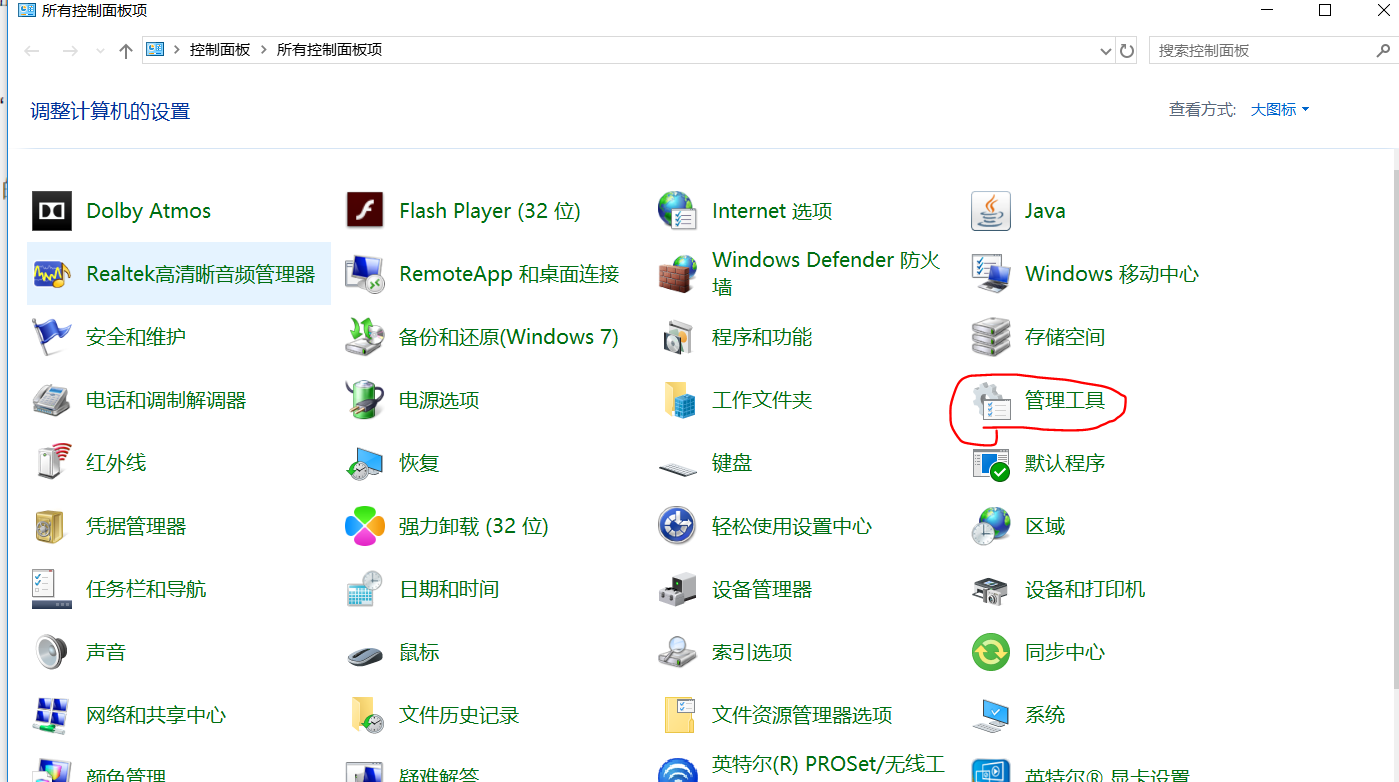 所有控制面板项
控制面板 > 所有控制面板项
搜索控制面板
调整计算机的设置
查看方式: 大图标
Dolby Atmos
Flash Player (32 位)
Internet 选项
Java
Realtek高清晰音频管理器
RemoteApp 和桌面连接
Windows Defender 防火
墙
Windows 移动中心
安全和维护
备份和还原(Windows 7)
程序和功能
存储空间
电话和调制解调器
电源选项
工作文件夹
管理工具
红外线
恢复
键盘
默认程序
凭据管理器
强力卸载 (32 位)
轻松使用设置中心
区域
任务栏和导航
日期和时间
设备管理器
设备和打印机
声音
鼠标
索引选项
同步中心
网络和共享中心
文件历史记录
文件资源管理器选项
系统
颜色管理
疑难解答
英特尔(R) PROSet/无线工
英特尔® 显卡设置